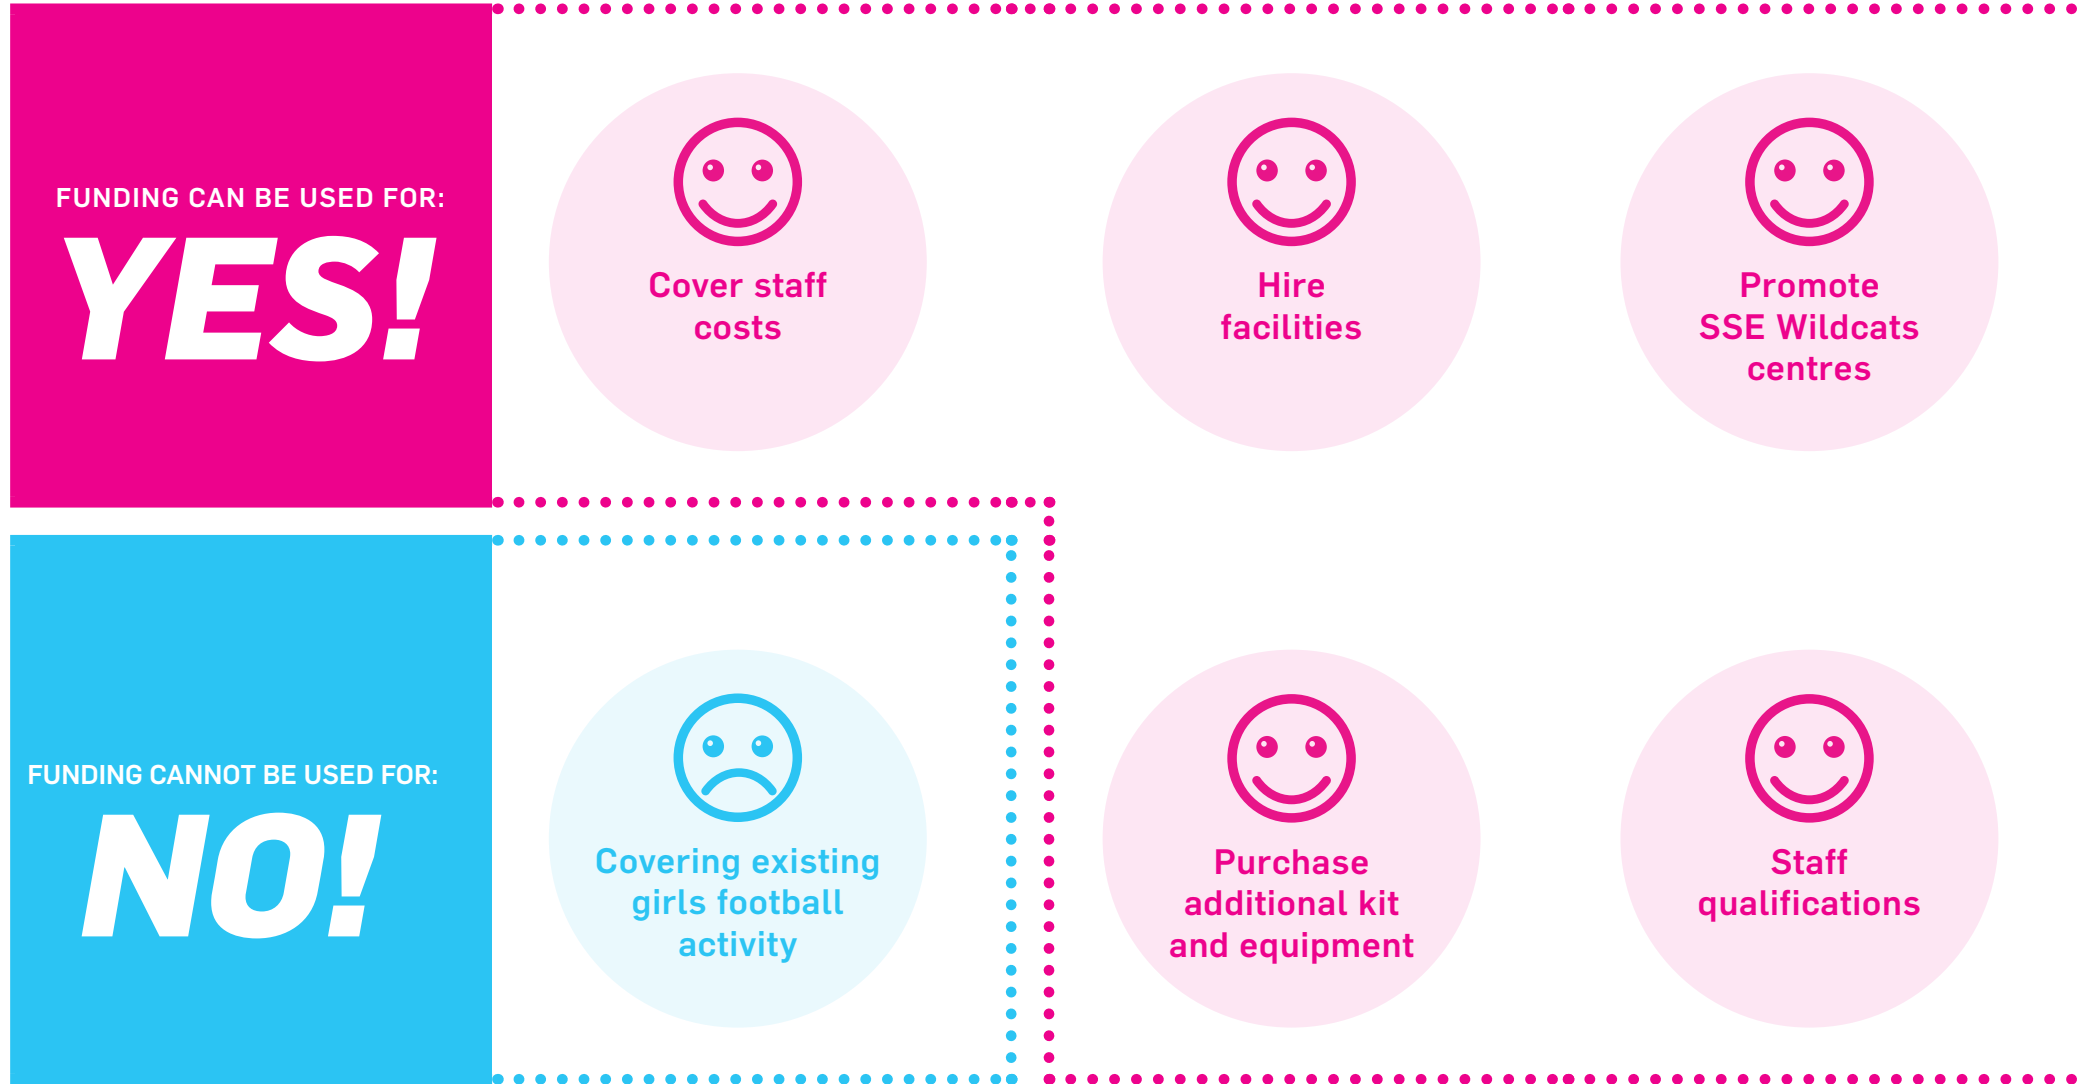 FUNDING CAN BE USED FOR:
YES!
Cover staff
costs
Hire
facilities
Promote
SSE Wildcats
centres
FUNDING CANNOT BE USED FOR:
NO!
Covering existing
girls football
activity
Purchase
additional kit
and equipment
Staff
qualifications